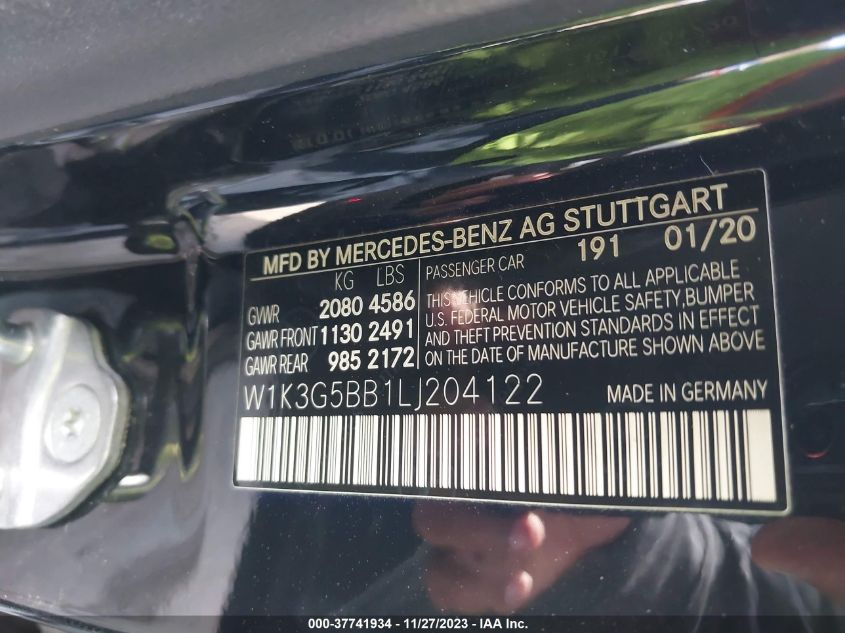 MFD BY MERCEDES-BENZ AG STUTTGART
191 01/20
KG LBS
GVWR 2080 4586
GAWR FRONT 1130 2491
GAWR REAR 985 2172
PASSENGER CAR
THIS VEHICLE CONFORMS TO ALL APPLICABLE
U.S. FEDERAL MOTOR VEHICLE SAFETY, BUMPER
AND THEFT PREVENTION STANDARDS IN EFFECT
ON THE DATE OF MANUFACTURE SHOWN ABOVE
W1K3G5BB1LJ204122
MADE IN GERMANY
000-37741934 - 11/27/2023 - IAA Inc.